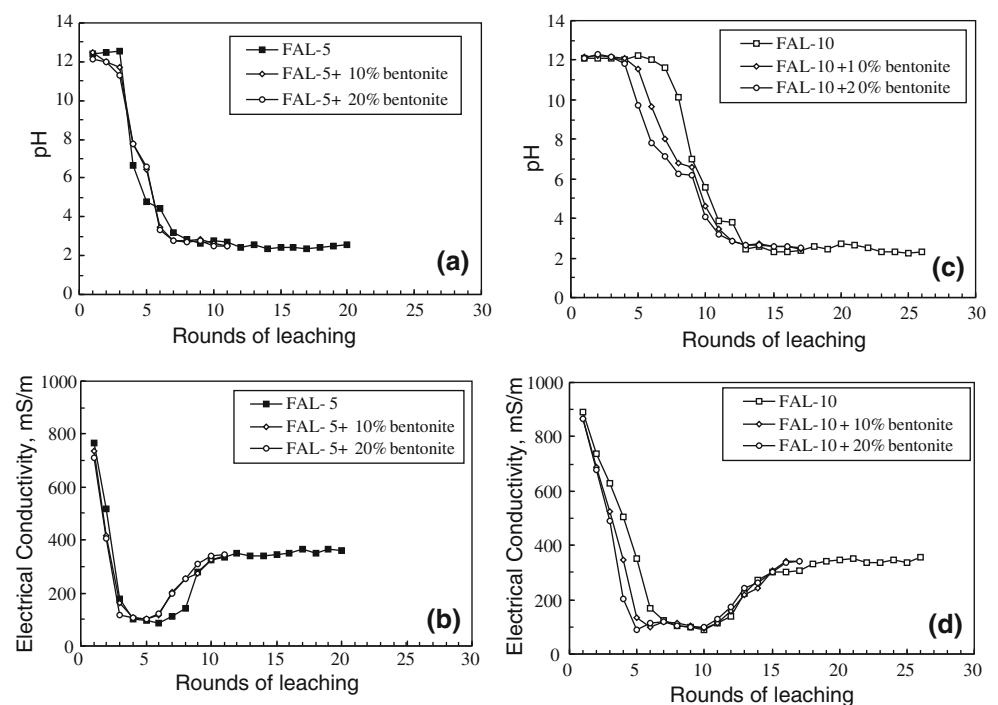 14
12
10
8
6
4
2
0
pH
FAL-5
FAL-5+ 10% bentonite
FAL-5+ 20% bentonite
(a)
0 5 10 15 20 25 30
Rounds of leaching
14
12
10
8
6
4
2
0
pH
FAL-10
FAL-10 +10% bentonite
FAL-10 +20% bentonite
(c)
0 5 10 15 20 25 30
Rounds of leaching
1000
800
600
400
200
0
Electrical Conductivity, mS/m
FAL- 5
FAL- 5+ 10% bentonite
FAL- 5+ 20% bentonite
(b)
0 5 10 15 20 25 30
Rounds of leaching
1000
800
600
400
200
0
Electrical Conductivity, mS/m
FAL-10
FAL-10 + 10% bentonite
FAL-10 + 20% bentonite
(d)
0 5 10 15 20 25 30
Rounds of leaching